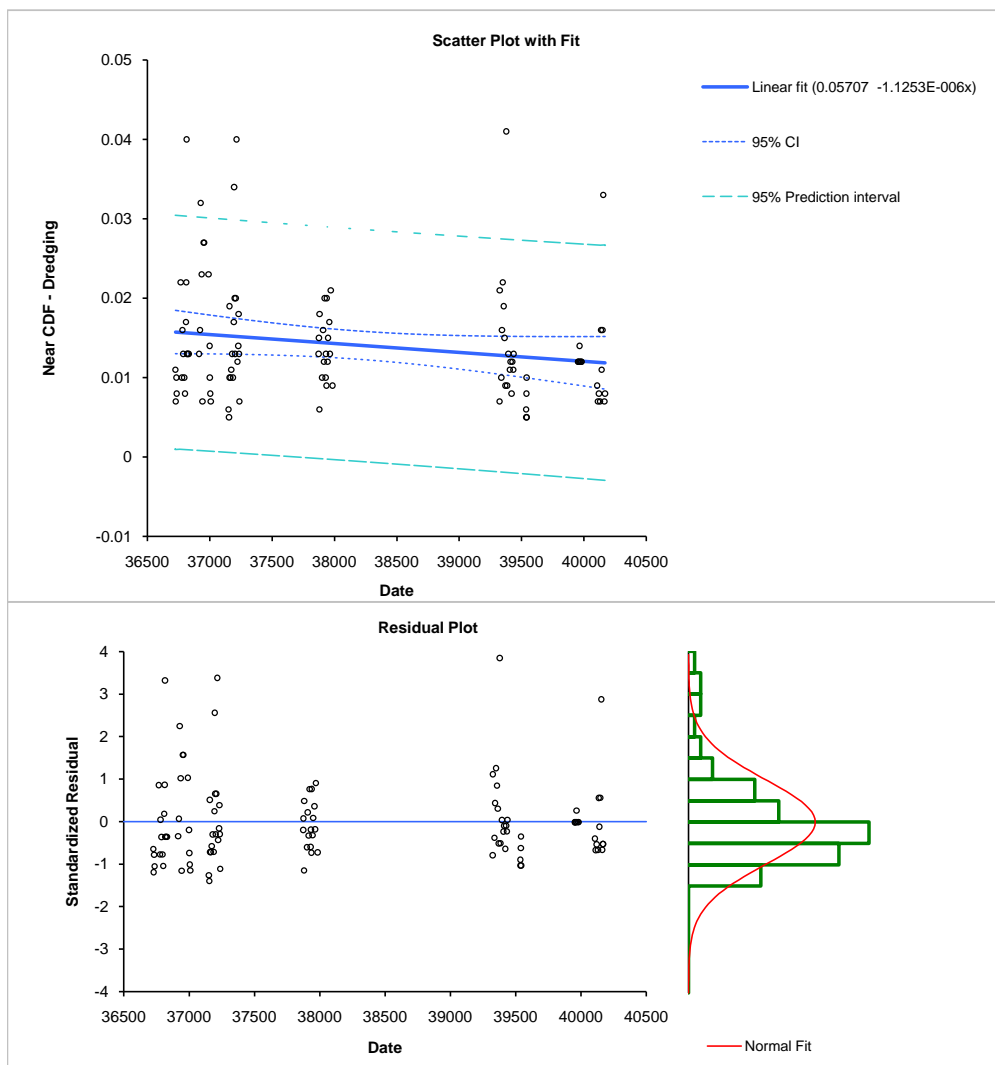 Scatter Plot with Fit
0.05
0.04
0.03
0.02
0.01
0
-0.01
Near CDF - Dredging
36500 37000 37500 38000 38500 39000 39500 40000 40500
Date
Linear fit (0.05707 -1.1253E-006x)
95% CI
95% Prediction interval
Residual Plot
4
3
2
1
0
-1
-2
-3
-4
Standardized Residual
36500 37000 37500 38000 38500 39000 39500 40000 40500
Date
Normal Fit